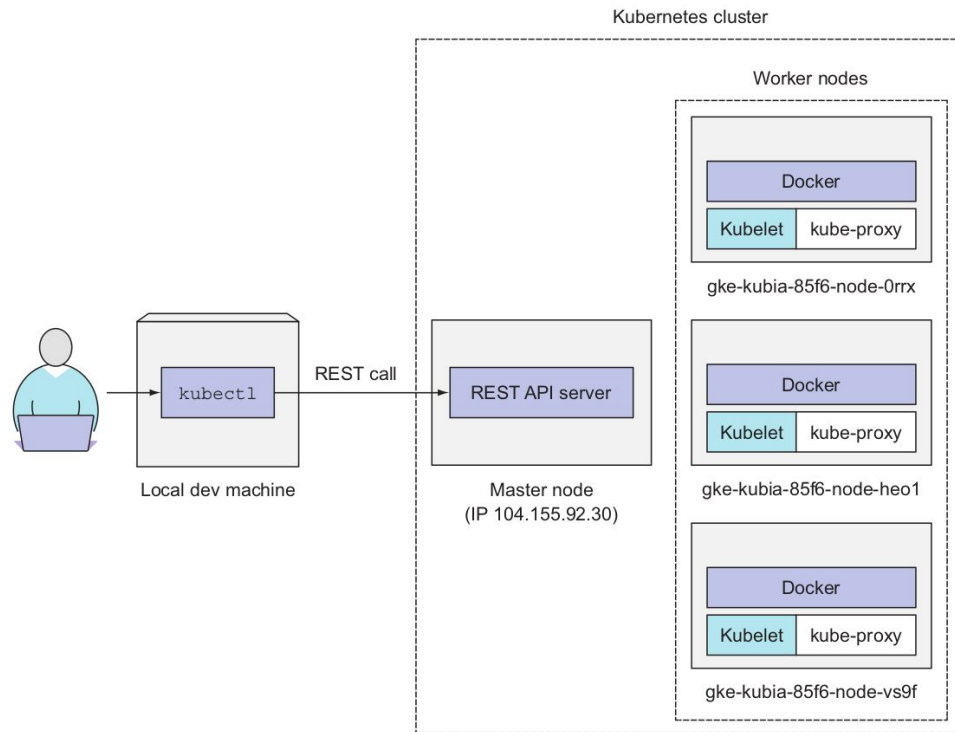 Kubernetes cluster
Worker nodes
Docker
Kubelet
kube-proxy
gke-kubia-85f6-node-0rrx
kubectl
Local dev machine
REST call
REST API server
Master node
(IP 104.155.92.30)
Docker
Kubelet
kube-proxy
gke-kubia-85f6-node-heo1
Docker
Kubelet
kube-proxy
gke-kubia-85f6-node-vs9f